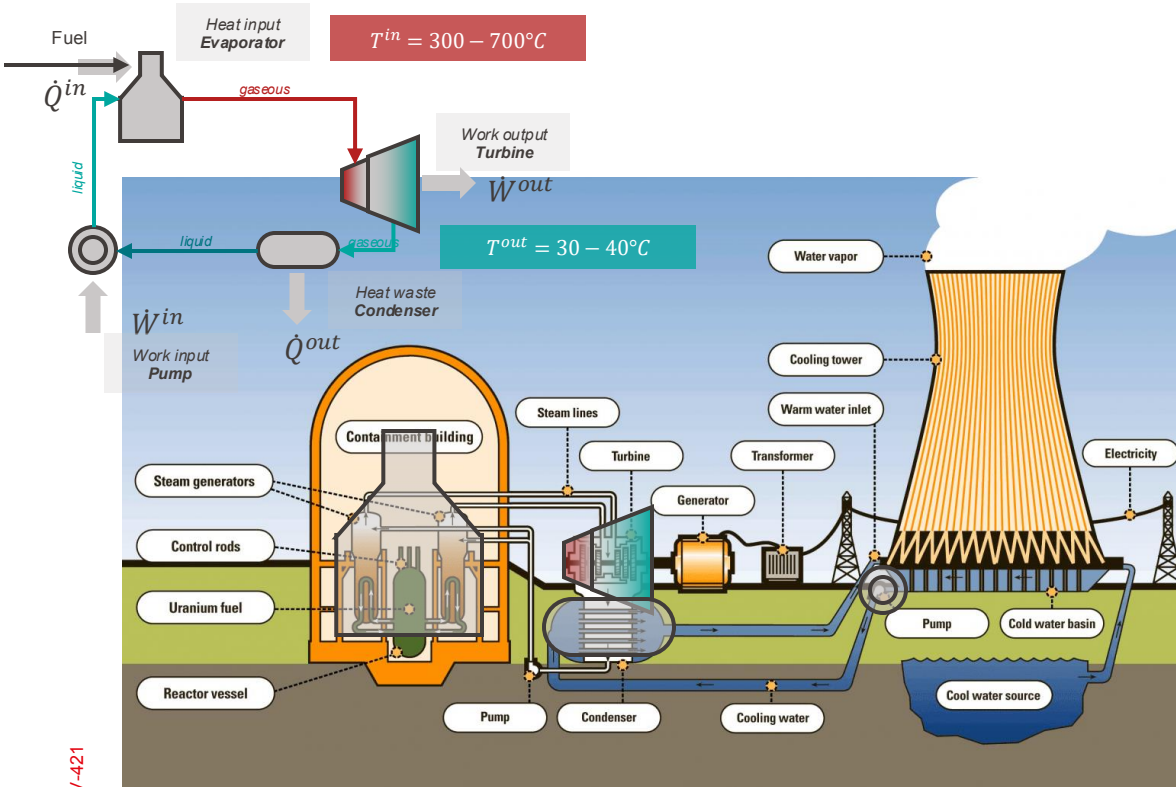 Fuel
Heat input
Evaporator
T^in = 300 − 700°C
Q̇^in
gaseous
liquid
Work output
Turbine
Ẇ^out
liquid
gaseous
T^out = 30 − 40°C
Heat waste
Condenser
Ẇ^in
Q̇^out
Work input
Pump
Water vapor
Cooling tower
Warm water inlet
Steam lines
Containment building
Turbine
Transformer
Electricity
Steam generators
Generator
Control rods
Uranium fuel
Pump
Cold water basin
Reactor vessel
Cool water source
Pump
Condenser
Cooling water